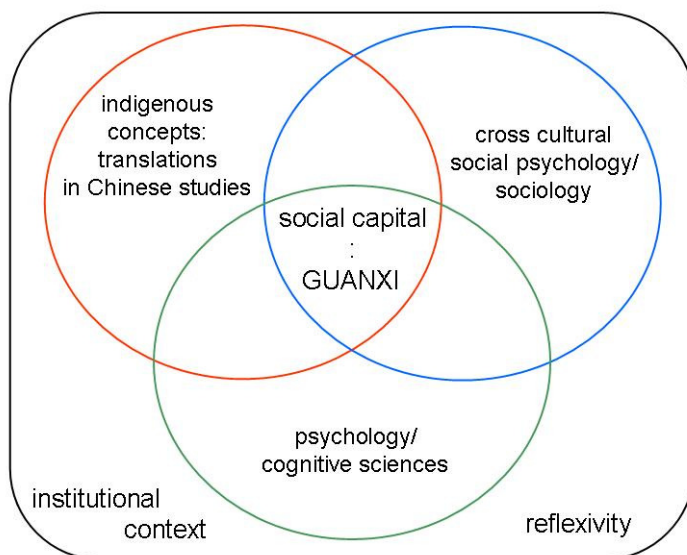 indigenous
concepts:
translations
in Chinese studies
cross cultural
social psychology/
sociology
social capital
:
GUANXI
psychology/
cognitive sciences
institutional
context
reflexivity